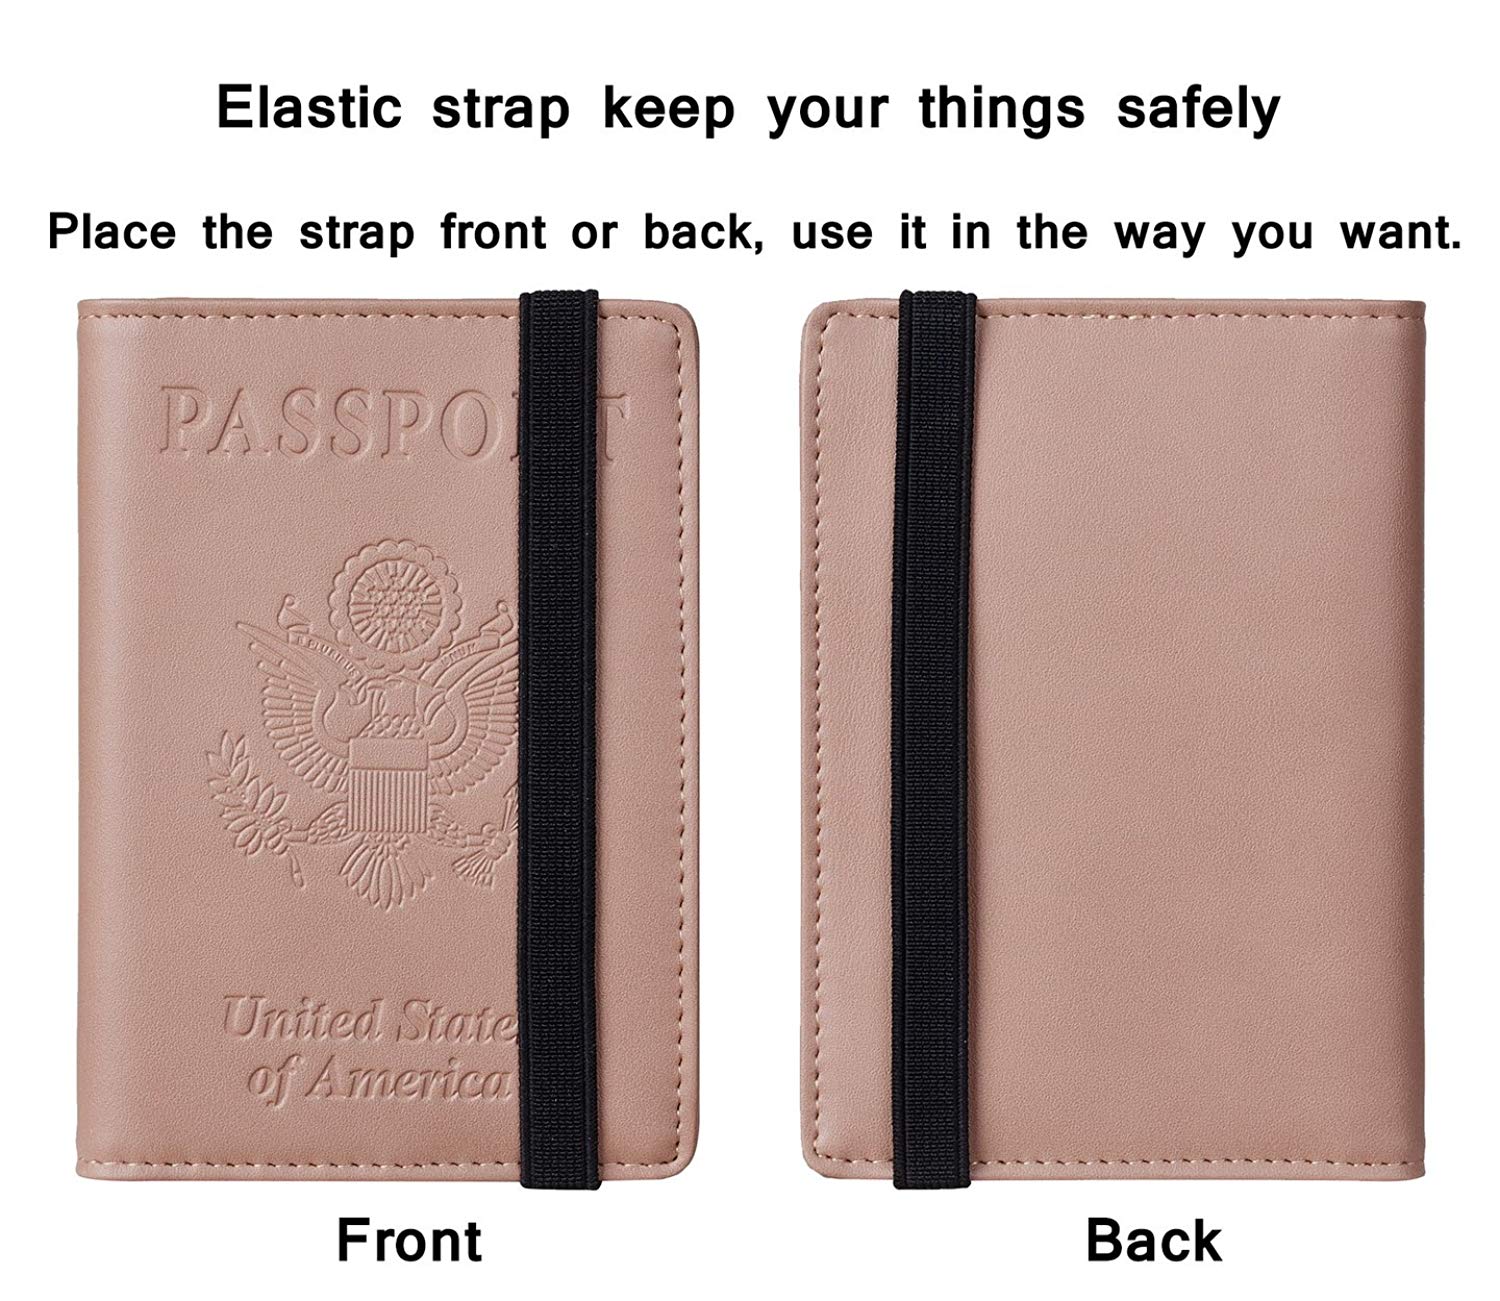 Elastic strap keep your things safely
Place the strap front or back, use it in the way you want.
PASSPO T
United State
of America
Front
Back